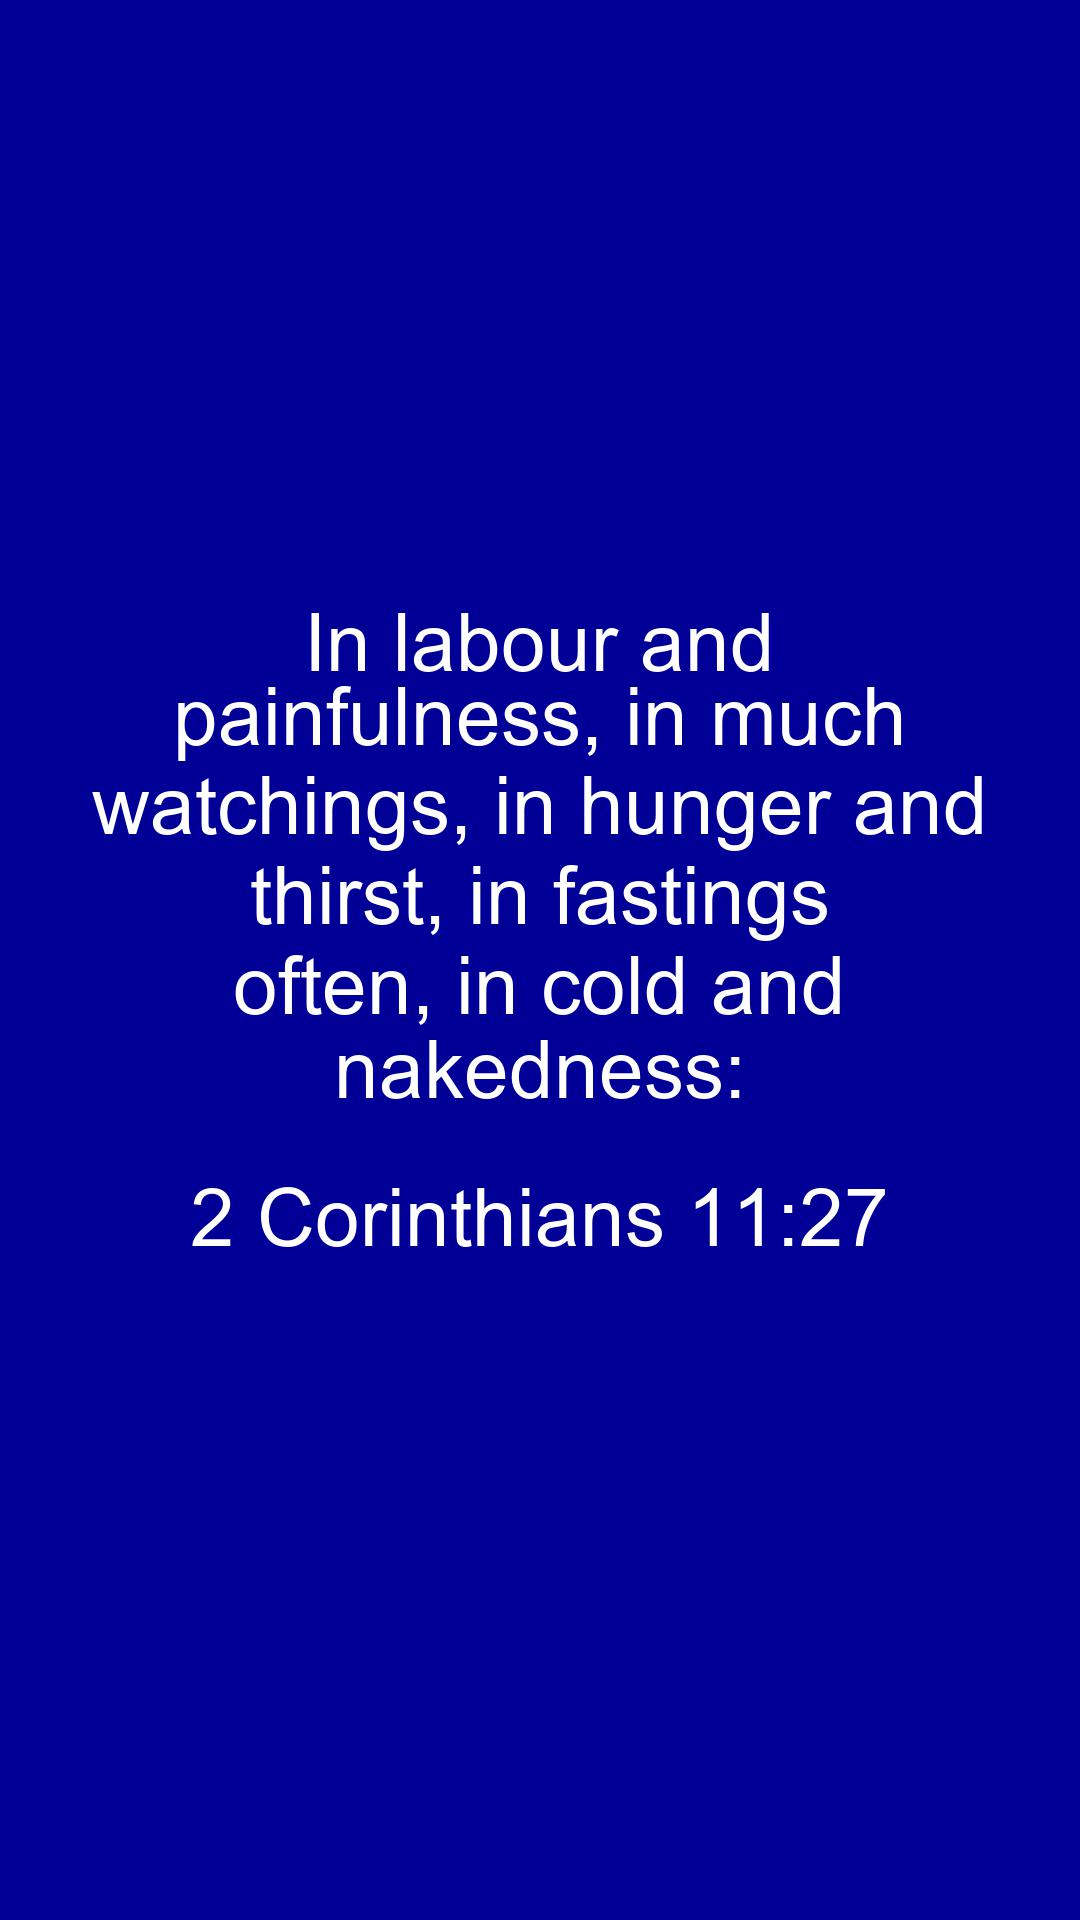 In labour and
painfulness, in much
watchings, in hunger and
thirst, in fastings
often, in cold and
nakedness:
2 Corinthians 11:27